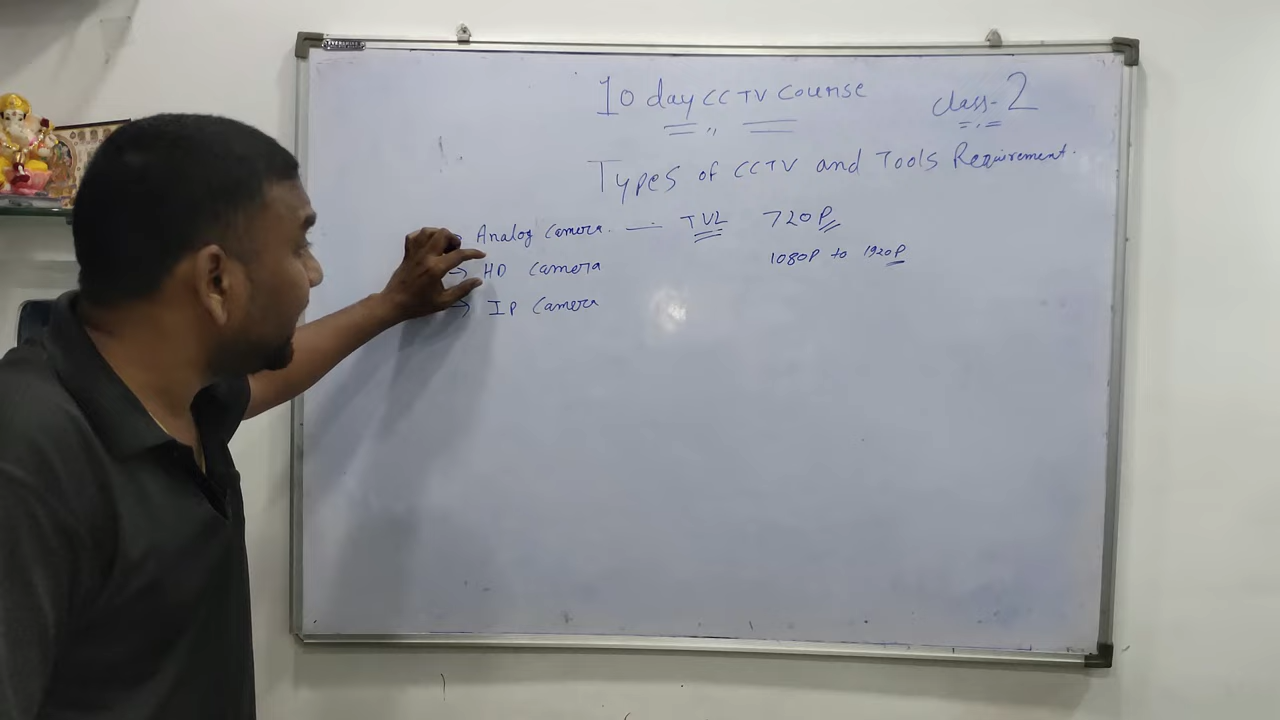 10 day CCTV Course class-2
Types of CCTV and Tools Requirement.
Analog Camera. — TVL 720P
→ HD Camera 1080P to 1920P
→ IP Camera